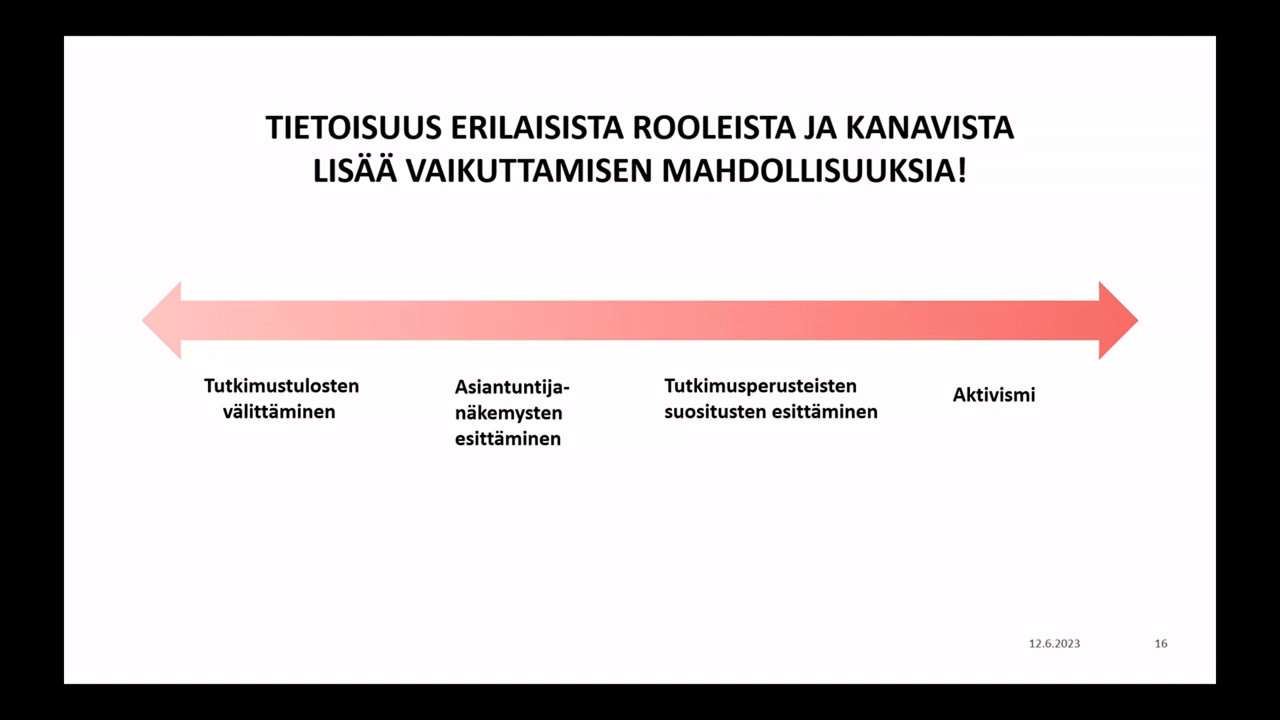 TIETOISUUS ERILAISISTA ROOLEISTA JA KANAVISTA
LISÄÄ VAIKUTTAMISEN MAHDOLLISUUKSIA!
Tutkimustulosten
välittäminen
Asiantuntija-
näkemysten
esittäminen
Tutkimusperusteisten
suositusten esittäminen
Aktivismi
12.6.2023
16